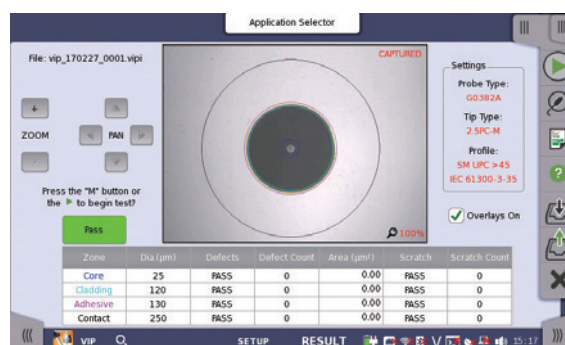 Application Selector
File: vip_170227_0001.vipi
CAPTURED
Settings
Probe Type:
G0382A
Tip Type:
2.5PC-M
Profile:
SM UPC >45
IEC 61300-3-35
ZOOM
PAN
Press the "M" button or
the to begin test?
Pass
100%
Overlays On
Zone Dia (µm) Defects Defect Count Area (µm²) Scratch Scratch Count
Core 25 PASS 0 0.00 PASS 0
Cladding 120 PASS 0 0.00 PASS 0
Adhesive 130 PASS 0 0.00 PASS 0
Contact 250 PASS 0 0.00 PASS 0
VIP SETUP RESULT 15:17